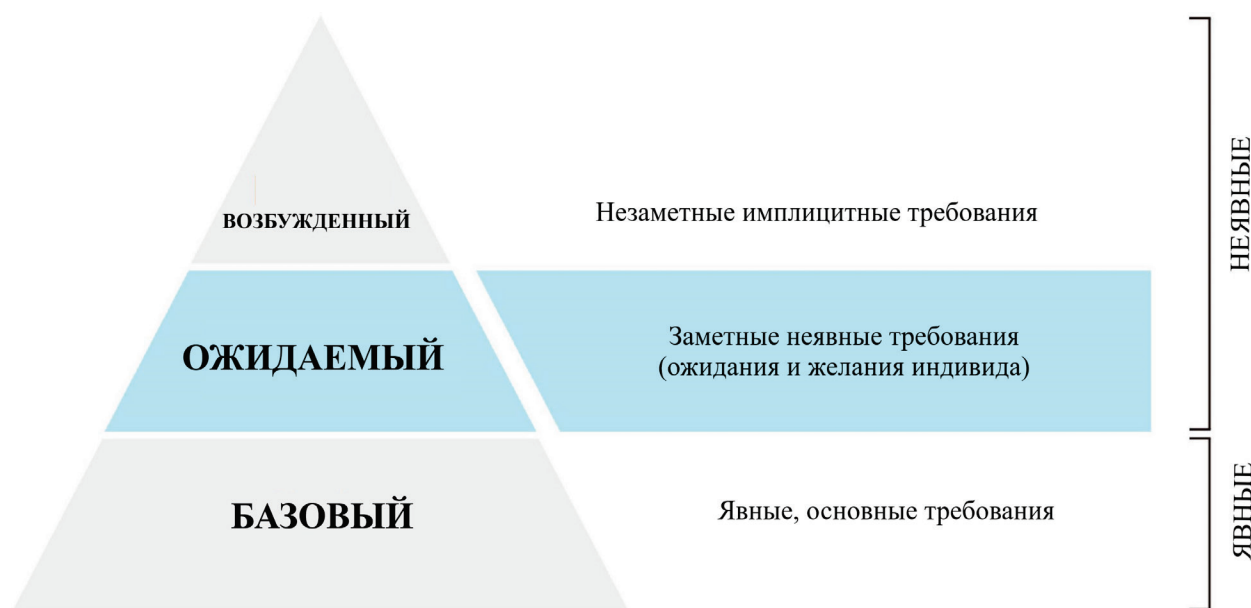 ВОЗБУЖДЕННЫЙ
Незаметные имплицитные требования
НЕЯВНЫЕ
ОЖИДАЕМЫЙ
Заметные неявные требования
(ожидания и желания индивида)
БАЗОВЫЙ
Явные, основные требования
ЯВНЫЕ